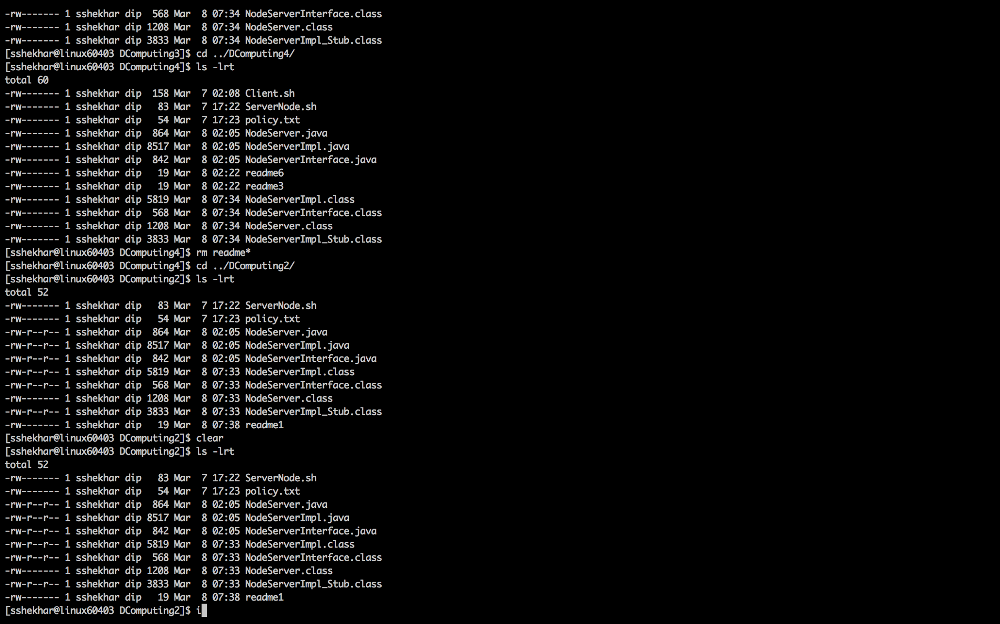 -rw------- 1 sshekhar dip  568 Mar  8 07:34 NodeServerInterface.class
-rw------- 1 sshekhar dip 1208 Mar  8 07:34 NodeServer.class
-rw------- 1 sshekhar dip 3833 Mar  8 07:34 NodeServerImpl_Stub.class
[sshekhar@linux60403 DComputing3]$ cd ../DComputing4/
[sshekhar@linux60403 DComputing4]$ ls -lrt
total 60
-rw------- 1 sshekhar dip  158 Mar  7 02:08 Client.sh
-rw------- 1 sshekhar dip   83 Mar  7 17:22 ServerNode.sh
-rw------- 1 sshekhar dip   54 Mar  7 17:23 policy.txt
-rw------- 1 sshekhar dip  864 Mar  8 02:05 NodeServer.java
-rw------- 1 sshekhar dip 8517 Mar  8 02:05 NodeServerImpl.java
-rw------- 1 sshekhar dip  842 Mar  8 02:05 NodeServerInterface.java
-rw------- 1 sshekhar dip   19 Mar  8 02:22 readme6
-rw------- 1 sshekhar dip   19 Mar  8 02:22 readme3
-rw------- 1 sshekhar dip 5819 Mar  8 07:34 NodeServerImpl.class
-rw------- 1 sshekhar dip  568 Mar  8 07:34 NodeServerInterface.class
-rw------- 1 sshekhar dip 1208 Mar  8 07:34 NodeServer.class
-rw------- 1 sshekhar dip 3833 Mar  8 07:34 NodeServerImpl_Stub.class
[sshekhar@linux60403 DComputing4]$ rm readme*
[sshekhar@linux60403 DComputing4]$ cd ../DComputing2/
[sshekhar@linux60403 DComputing2]$ ls -lrt
total 52
-rw------- 1 sshekhar dip   83 Mar  7 17:22 ServerNode.sh
-rw------- 1 sshekhar dip   54 Mar  7 17:23 policy.txt
-rw-r--r-- 1 sshekhar dip  864 Mar  8 02:05 NodeServer.java
-rw-r--r-- 1 sshekhar dip 8517 Mar  8 02:05 NodeServerImpl.java
-rw-r--r-- 1 sshekhar dip  842 Mar  8 02:05 NodeServerInterface.java
-rw-r--r-- 1 sshekhar dip 5819 Mar  8 07:33 NodeServerImpl.class
-rw-r--r-- 1 sshekhar dip  568 Mar  8 07:33 NodeServerInterface.class
-rw------- 1 sshekhar dip 1208 Mar  8 07:33 NodeServer.class
-rw-r--r-- 1 sshekhar dip 3833 Mar  8 07:33 NodeServerImpl_Stub.class
-rw------- 1 sshekhar dip   19 Mar  8 07:38 readme1
[sshekhar@linux60403 DComputing2]$ clear
[sshekhar@linux60403 DComputing2]$ ls -lrt
total 52
-rw------- 1 sshekhar dip   83 Mar  7 17:22 ServerNode.sh
-rw------- 1 sshekhar dip   54 Mar  7 17:23 policy.txt
-rw-r--r-- 1 sshekhar dip  864 Mar  8 02:05 NodeServer.java
-rw-r--r-- 1 sshekhar dip 8517 Mar  8 02:05 NodeServerImpl.java
-rw-r--r-- 1 sshekhar dip  842 Mar  8 02:05 NodeServerInterface.java
-rw-r--r-- 1 sshekhar dip 5819 Mar  8 07:33 NodeServerImpl.class
-rw-r--r-- 1 sshekhar dip  568 Mar  8 07:33 NodeServerInterface.class
-rw------- 1 sshekhar dip 1208 Mar  8 07:33 NodeServer.class
-rw-r--r-- 1 sshekhar dip 3833 Mar  8 07:33 NodeServerImpl_Stub.class
-rw------- 1 sshekhar dip   19 Mar  8 07:38 readme1
[sshekhar@linux60403 DComputing2]$ i